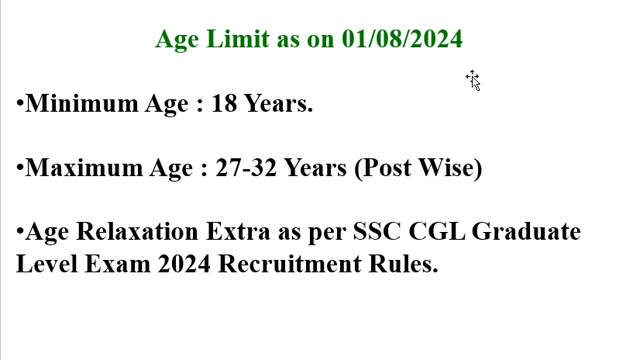 Age Limit as on 01/08/2024
•Minimum Age : 18 Years.
•Maximum Age : 27-32 Years (Post Wise)
•Age Relaxation Extra as per SSC CGL Graduate
Level Exam 2024 Recruitment Rules.